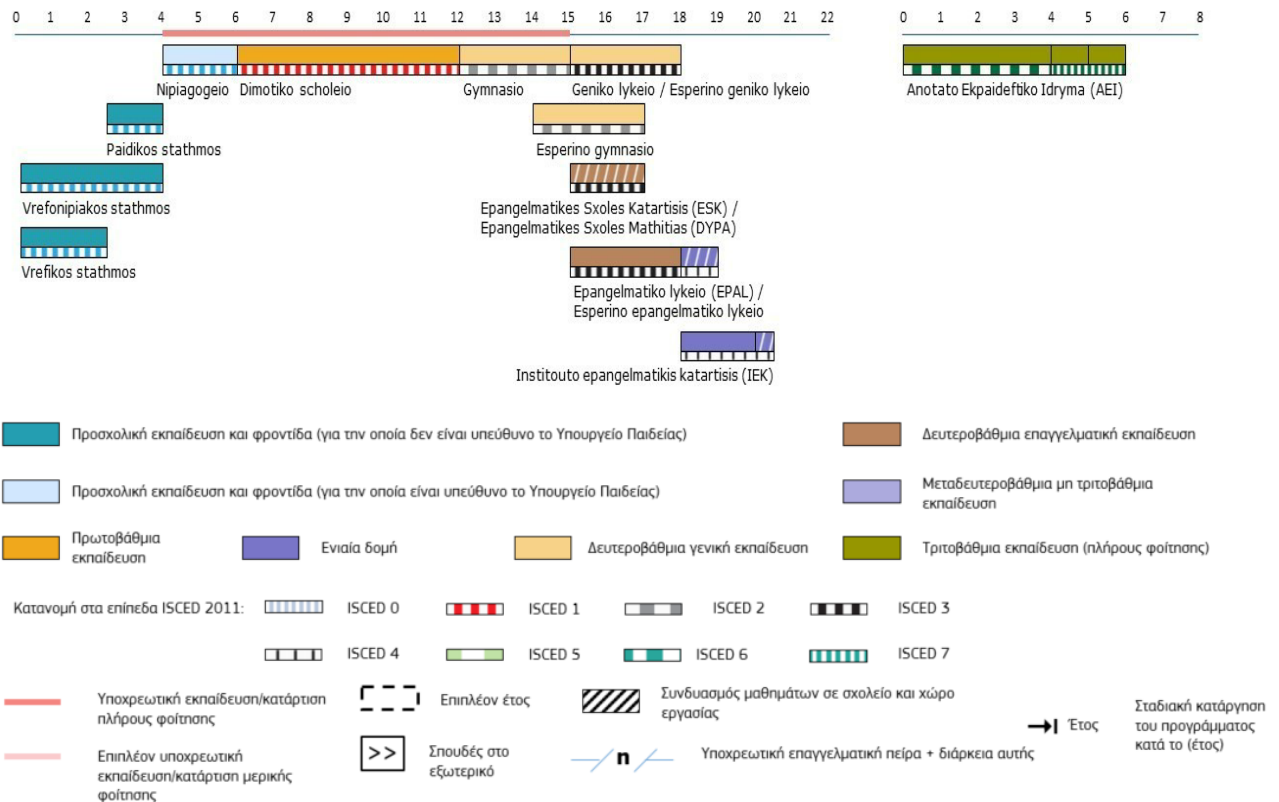 0 1 2 3 4 5 6 7 8 9 10 11 12 13 14 15 16 17 18 19 20 21 22
0 1 2 3 4 5 6 7 8
Nipiagogeio Dimotiko scholeio Gymnasio Geniko lykeio / Esperino geniko lykeio
Anotato Ekpaideftiko Idryma (AEI)
Paidikos stathmos
Esperino gymnasio
Vrefonipiakos stathmos
Epangelmatikes Sxoles Katartisis (ESK) /
Epangelmatikes Sxoles Mathitias (DYPA)
Vrefikos stathmos
Epangelmatiko lykeio (EPAL) /
Esperino epangelmatiko lykeio
Institouto epangelmatikis katartisis (IEK)
Προσχολική εκπαίδευση και φροντίδα (για την οποία δεν είναι υπεύθυνο το Υπουργείο Παιδείας)
Δευτεροβάθμια επαγγελματική εκπαίδευση
Προσχολική εκπαίδευση και φροντίδα (για την οποία είναι υπεύθυνο το Υπουργείο Παιδείας)
Μεταδευτεροβάθμια μη τριτοβάθμια
εκπαίδευση
Πρωτοβάθμια
εκπαίδευση
Ενιαία δομή
Δευτεροβάθμια γενική εκπαίδευση
Τριτοβάθμια εκπαίδευση (πλήρους φοίτησης)
Κατανομή στα επίπεδα ISCED 2011:
ISCED 0
ISCED 1
ISCED 2
ISCED 3
ISCED 4
ISCED 5
ISCED 6
ISCED 7
Υποχρεωτική εκπαίδευση/κατάρτιση
πλήρους φοίτησης
Επιπλέον έτος
Συνδυασμός μαθημάτων σε σχολείο και χώρο
εργασίας
Έτος
Σταδιακή κατάργηση
του προγράμματος
κατά το (έτος)
Επιπλέον υποχρεωτική
εκπαίδευση/κατάρτιση μερικής
φοίτησης
>>
Σπουδές στο
εξωτερικό
n
Υποχρεωτική επαγγελματική πείρα + διάρκεια αυτής